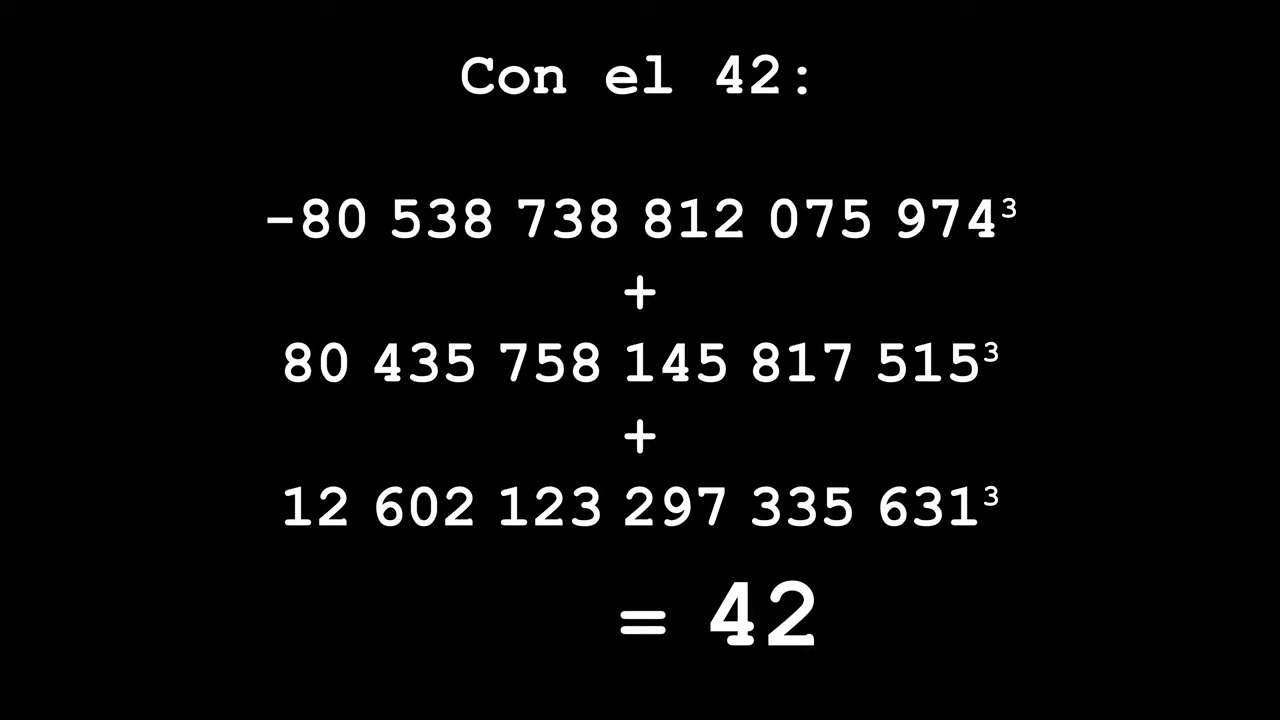 Con el 42:
-80 538 738 812 075 974³
+
80 435 758 145 817 515³
+
12 602 123 297 335 631³
= 42